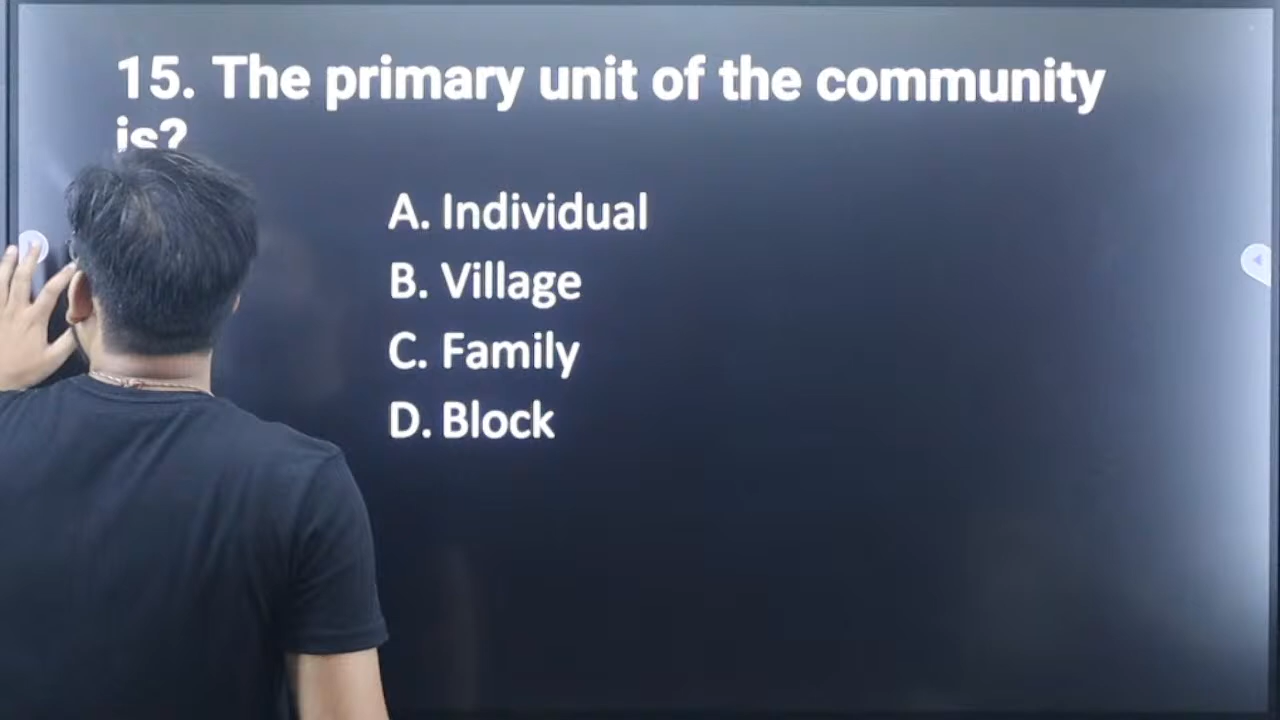 15. The primary unit of the community
is?
A. Individual
B. Village
C. Family
D. Block